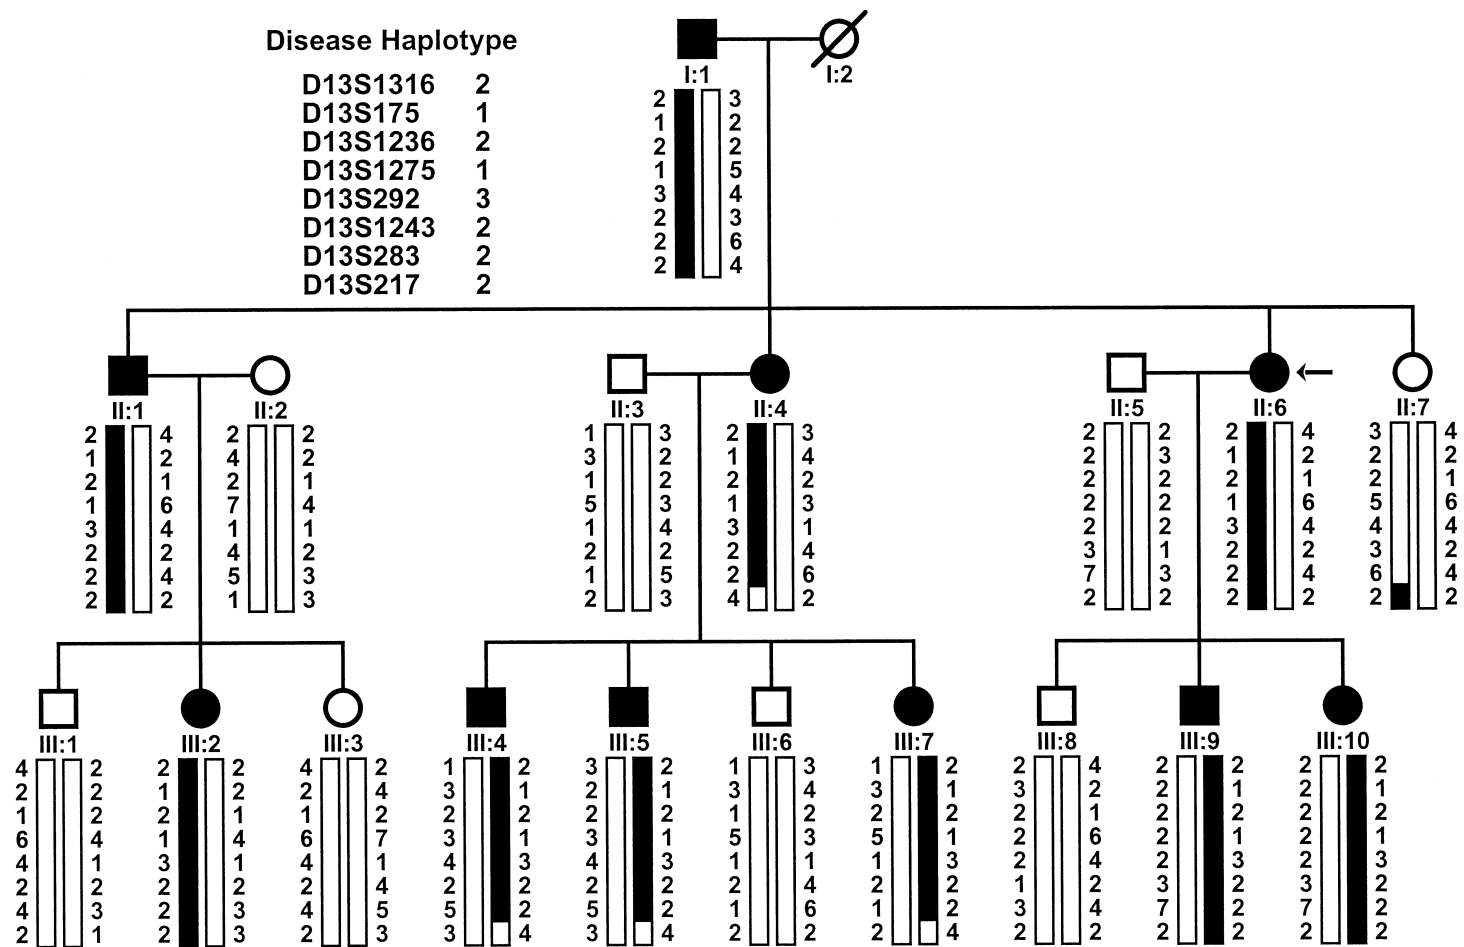 Disease Haplotype
D13S1316 2
D13S175 1
D13S1236 2
D13S1275 1
D13S292 3
D13S1243 2
D13S283 2
D13S217 2
I:1 I:2
2 3
1 2
2 2
1 5
3 4
2 3
2 6
2 4
II:1 II:2 II:3 II:4 II:5 II:6 II:7
2 4 2 2 1 3 2 3 2 2 2 4 3 4
1 2 4 2 3 2 1 4 2 3 1 2 2 2
2 1 2 1 1 2 2 2 2 2 2 1 2 1
1 6 7 4 5 3 1 3 2 2 1 6 5 6
3 4 1 1 1 4 3 1 2 2 3 4 4 4
2 2 4 2 2 2 2 4 3 1 2 2 3 2
2 4 5 3 1 5 2 6 7 3 2 4 6 4
2 2 1 3 2 3 4 2 2 2 2 2 2 2
III:1 III:2 III:3 III:4 III:5 III:6 III:7 III:8 III:9 III:10
4 2 2 2 4 2 1 2 3 2 1 3 1 2 2 4 2 2 2 2
2 2 1 2 2 4 3 1 2 1 3 4 3 1 3 2 2 1 2 1
1 2 2 1 1 2 2 2 2 2 1 2 2 2 2 1 2 2 2 2
6 4 1 4 6 7 3 1 3 1 5 3 5 1 2 6 2 1 2 1
4 1 3 1 4 1 4 3 4 3 1 1 1 3 2 4 2 3 2 3
2 2 2 2 2 4 2 2 2 2 2 4 2 2 1 2 3 2 3 2
4 3 2 3 4 5 5 2 5 2 1 6 1 2 3 4 7 2 7 2
2 1 2 3 2 3 3 4 3 4 2 2 2 4 2 2 2 2 2 2